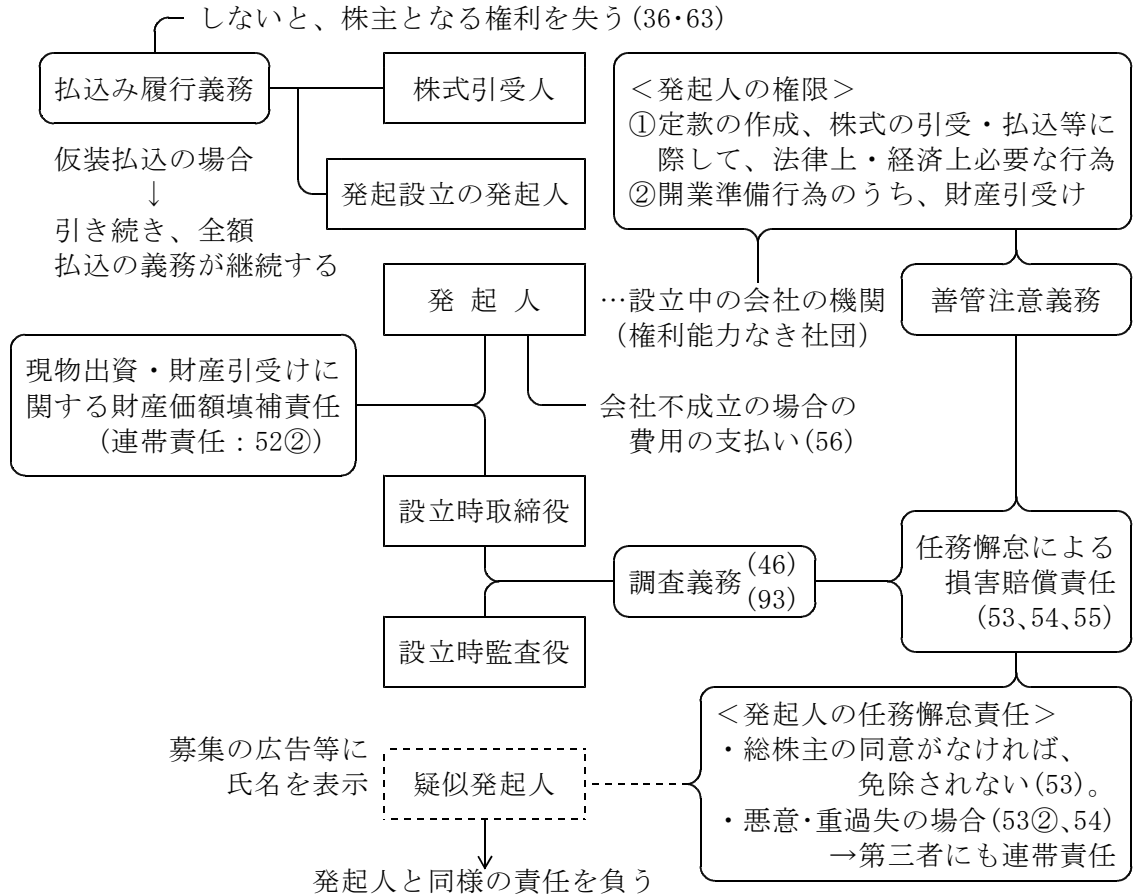 しないと、株主となる権利を失う(36・63)
払込み履行義務
株式引受人
仮装払込の場合
↓
引き続き、全額
払込の義務が継続する
発起設立の発起人
＜発起人の権限＞
①定款の作成、株式の引受・払込等に
際して、法律上・経済上必要な行為
②開業準備行為のうち、財産引受け
発 起 人
…設立中の会社の機関
(権利能力なき社団)
善管注意義務
現物出資・財産引受けに
関する財産価額填補責任
(連帯責任：52②)
会社不成立の場合の
費用の支払い(56)
設立時取締役
調査義務(46)
(93)
任務懈怠による
損害賠償責任
(53、54、55)
設立時監査役
＜発起人の任務懈怠責任＞
・総株主の同意がなければ、
免除されない(53)。
・悪意・重過失の場合(53②、54)
→第三者にも連帯責任
募集の広告等に
氏名を表示
疑似発起人
発起人と同様の責任を負う